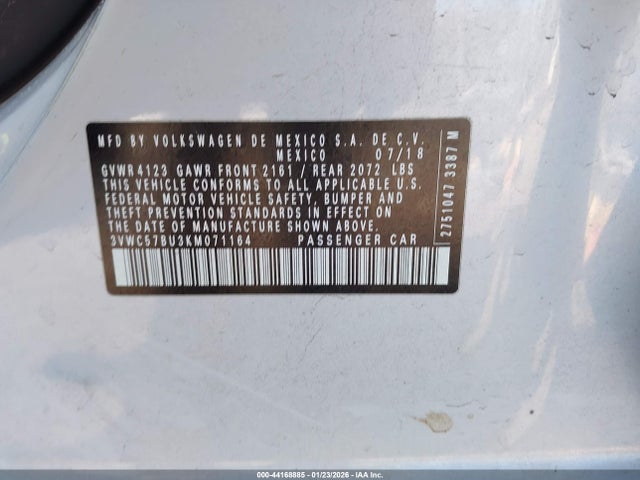 MFD BY VOLKSWAGEN DE MEXICO S.A. DE C.V.
MEXICO 07/18
GVWR 4123 GAWR FRONT 2161 / REAR 2072 LBS
THIS VEHICLE CONFORMS TO ALL APPLICABLE U.S.
FEDERAL MOTOR VEHICLE SAFETY, BUMPER AND
THEFT PREVENTION STANDARDS IN EFFECT ON
THE DATE OF MANUFACTURE SHOWN ABOVE.
3VWC57BU3KM071164 PASSENGER CAR
2751047 3387 M
000-44168885 - 01/23/2026 - IAA Inc.